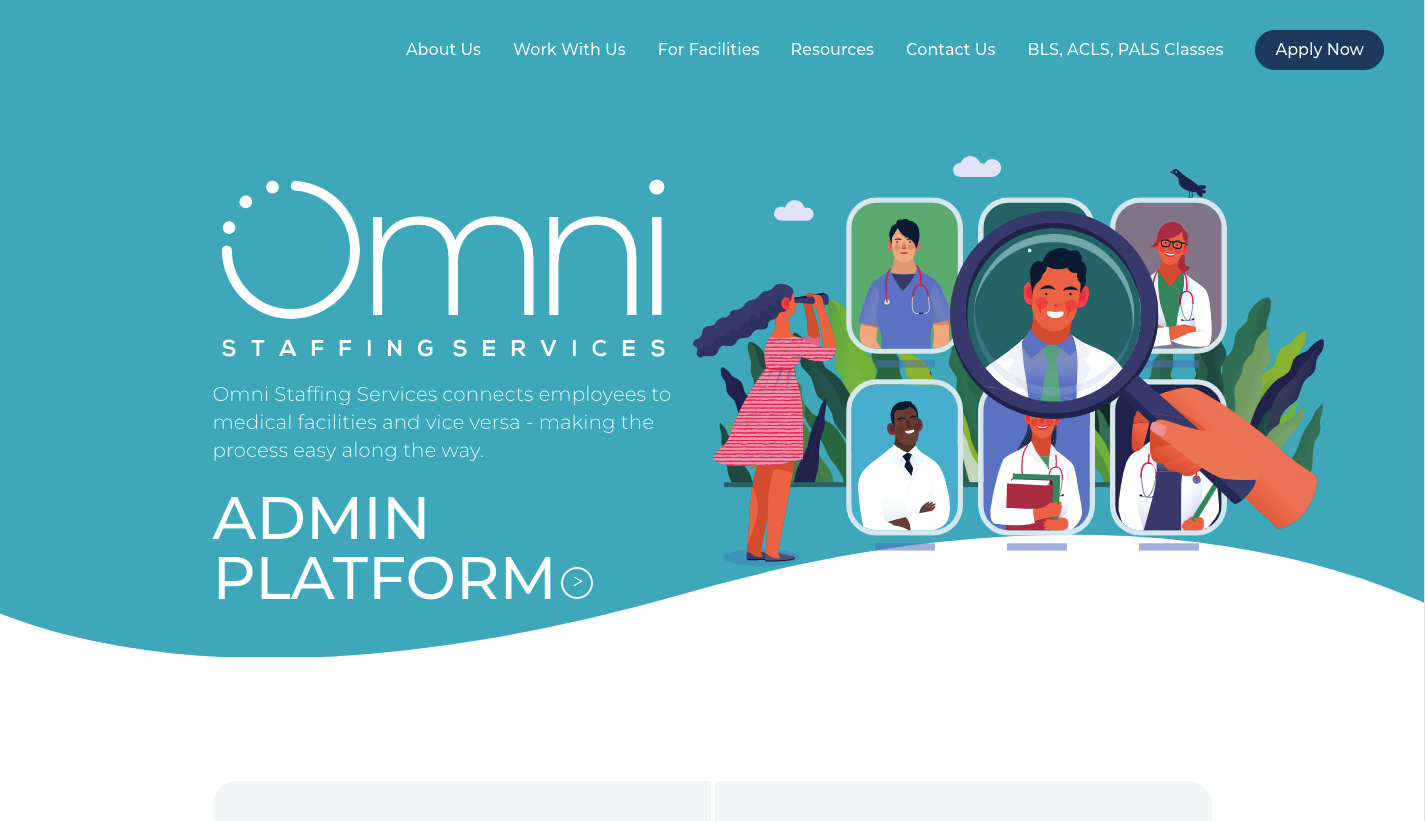 About Us Work With Us For Facilities Resources Contact Us BLS, ACLS, PALS Classes Apply Now
Omni
STAFFING SERVICES
Omni Staffing Services connects employees to
medical facilities and vice versa - making the
process easy along the way.
ADMIN
PLATFORM >